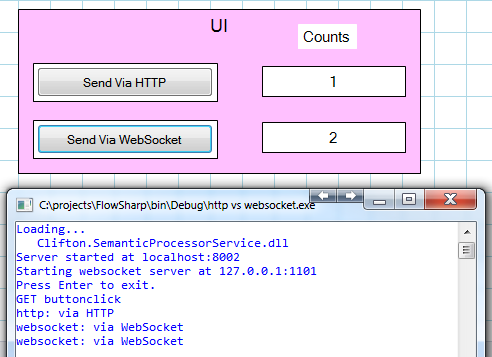 UI
Counts
Send Via HTTP
1
Send Via WebSocket
2
C:\projects\FlowSharp\bin\Debug\http vs websocket.exe
Loading...
Clifton.SemanticProcessorService.dll
Server started at localhost:8002
Starting websocket server at 127.0.0.1:1101
Press Enter to exit.
GET buttonclick
http: via HTTP
websocket: via WebSocket
websocket: via WebSocket